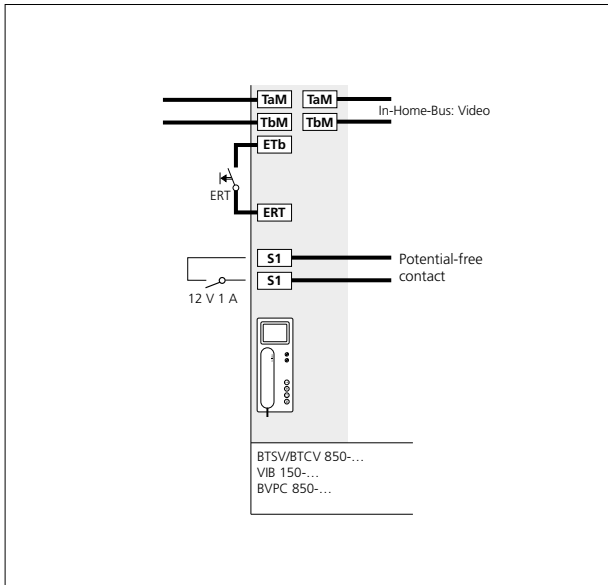 TaM TaM
In-Home-Bus: Video
TbM TbM
ETb
ERT
ERT
S1
Potential-free
contact
S1
12 V 1 A
BTSV/BTCV 850-…
VIB 150-…
BVPC 850-…